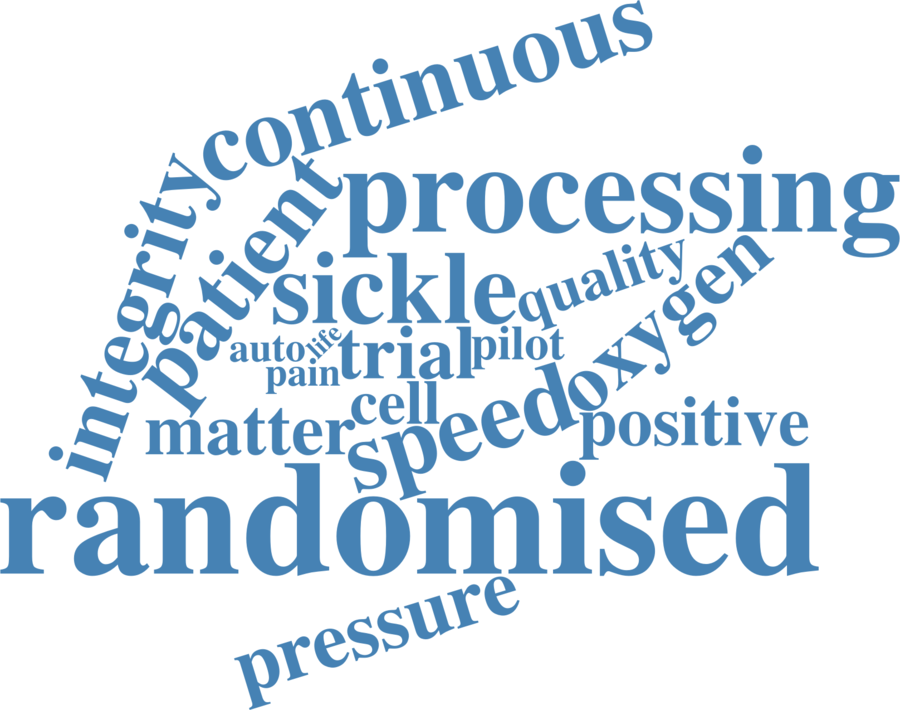 continuous
integrity
patient
processing
sickle
quality
oxygen
auto
life
trial
pilot
pain
cell
matter
speed
positive
randomised
pressure